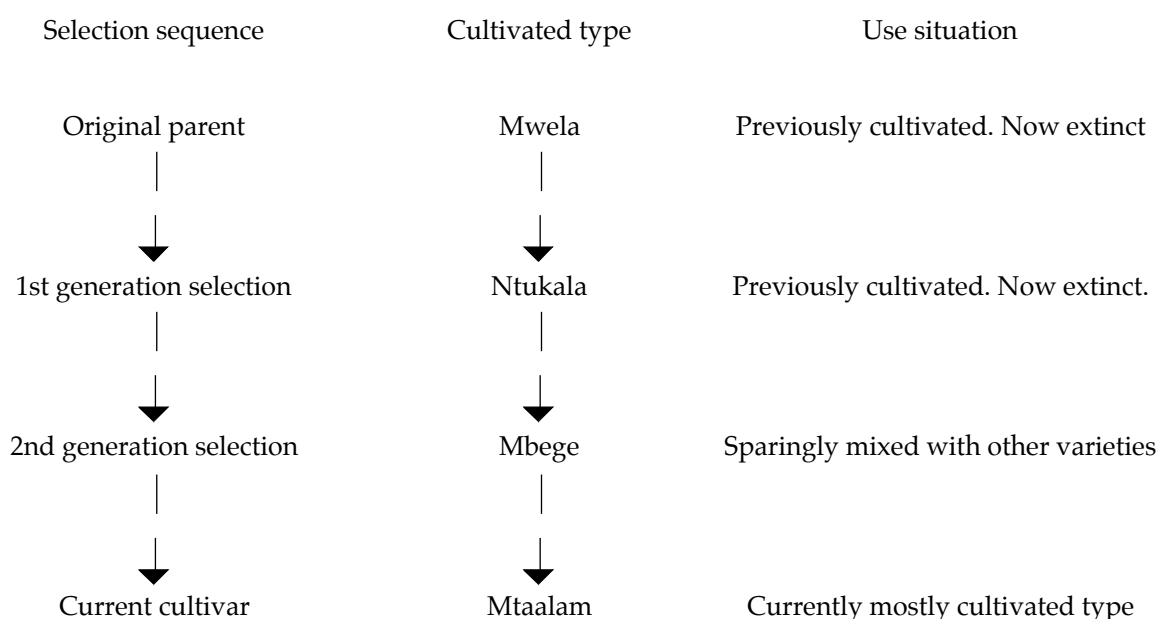 Selection sequence Cultivated type Use situation
Original parent Mwela Previously cultivated. Now extinct
1st generation selection Ntukala Previously cultivated. Now extinct.
2nd generation selection Mbege Sparingly mixed with other varieties
Current cultivar Mtaalam Currently mostly cultivated type